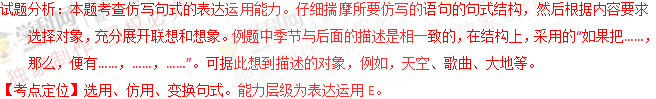 试题分析：本题考查仿写句式的表达运用能力。仔细揣摩所要仿写的语句的句式结构，然后根据内容要求
选择对象，充分展开联想和想象。例题中季节与后面的描述是相一致的，在结构上，采用的“如果把……，
那么，便有……，……，……”。可据此想到描述的对象，例如，天空、歌曲、大地等。
【考点定位】选用、仿用、变换句式。能力层级为表达运用 E。